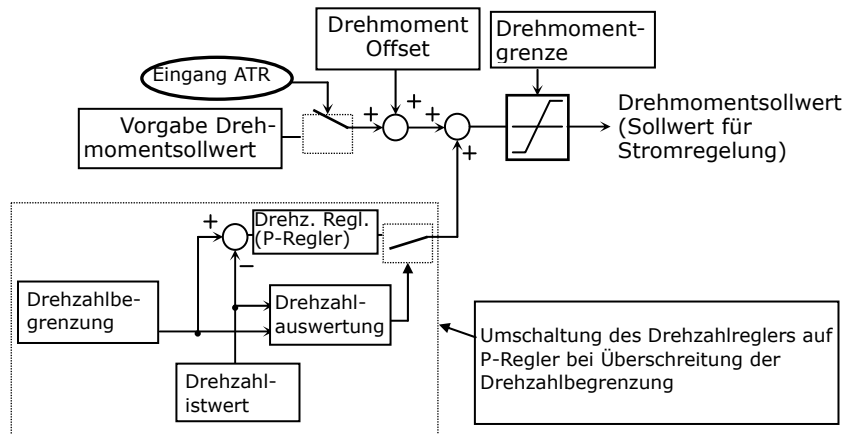 Drehmoment
Offset
Drehmoment-
grenze
Eingang ATR
Vorgabe Dreh-
momentsollwert
+
+
+
+
+
Drehmomentsollwert
(Sollwert für
Stromregelung)
+
−
Drehz. Regl.
(P-Regler)
Drehzahlbe-
grenzung
Drehzahl-
auswertung
Drehzahl-
istwert
Umschaltung des Drehzahlreglers auf
P-Regler bei Überschreitung der
Drehzahlbegrenzung